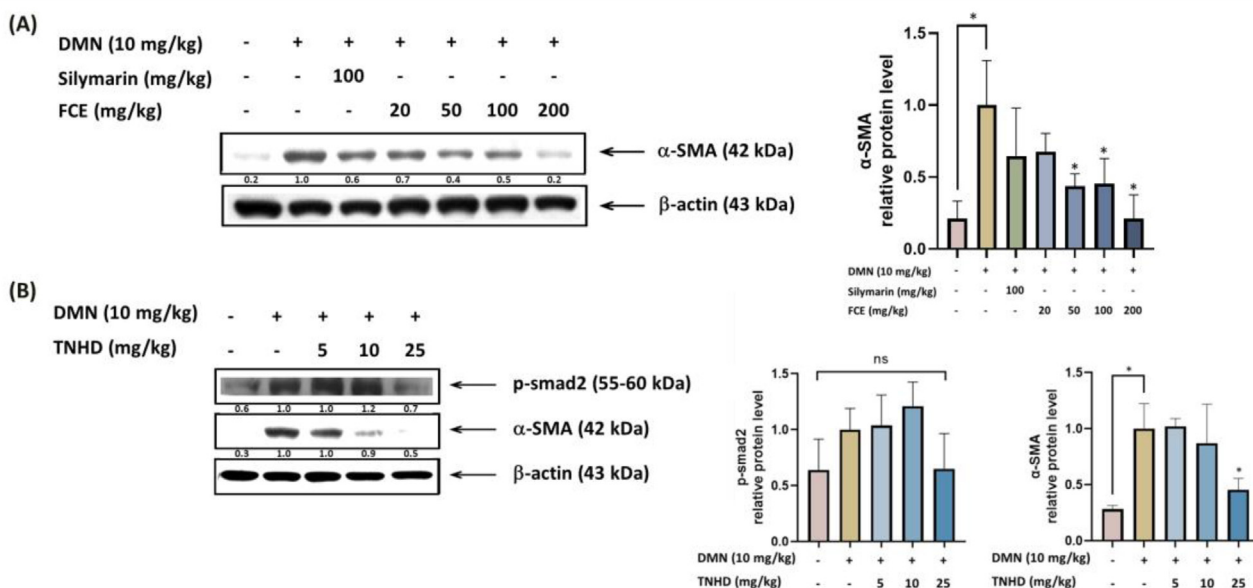 (A)
DMN (10 mg/kg) - + + + + + +
Silymarin (mg/kg) - - 100 - - - -
FCE (mg/kg) - - - 20 50 100 200
α-SMA (42 kDa)
0.2 1.0 0.6 0.7 0.4 0.5 0.2
β-actin (43 kDa)
α-SMA
relative protein level
1.5
1.0
0.5
0.0
*
* * *
DMN (10 mg/kg) - + + + + + +
Silymarin (mg/kg) - - 100 - - - -
FCE (mg/kg) - - - 20 50 100 200
(B)
DMN (10 mg/kg) - + + + +
TNHD (mg/kg) - - 5 10 25
p-smad2 (55-60 kDa)
0.6 1.0 1.0 1.2 0.7
α-SMA (42 kDa)
0.3 1.0 1.0 0.9 0.5
β-actin (43 kDa)
p-smad2
relative protein level
1.5
1.0
0.5
0.0
ns
DMN (10 mg/kg) - + + + +
TNHD (mg/kg) - - 5 10 25
α-SMA
relative protein level
1.5
1.0
0.5
0.0
*
*
DMN (10 mg/kg) - + + + +
TNHD (mg/kg) - - 5 10 25